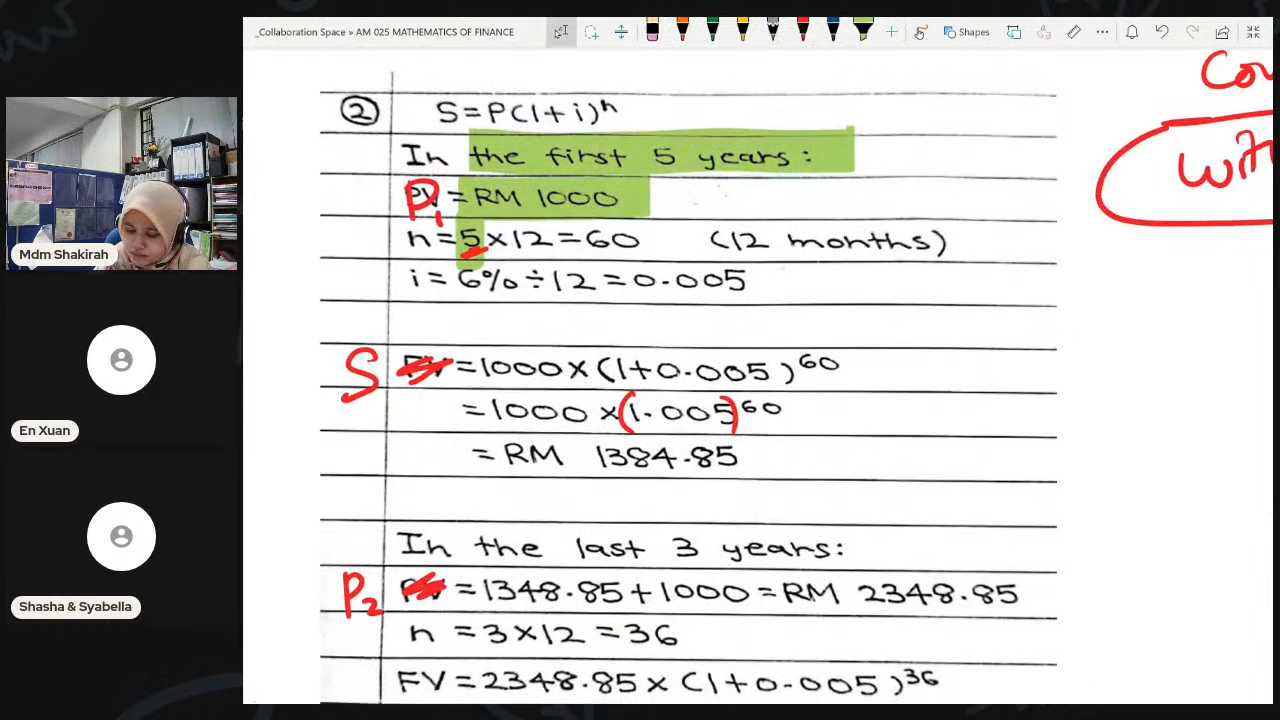 _Collaboration Space » AM 025 MATHEMATICS OF FINANCE
Shapes
② S=P(1+i)ⁿ
In the first 5 years:
P₁ = RM 1000
n=5×12=60 (12 months)
i = 6% ÷ 12 = 0.005
S = 1000 × (1+0.005)⁶⁰
= 1000 × (1.005)⁶⁰
= RM 1384.85
In the last 3 years:
P₂ = 1348.85 + 1000 = RM 2348.85
n = 3×12 = 36
FV = 2348.85 × (1+0.005)³⁶
Mdm Shakirah
En Xuan
Shasha & Syabella